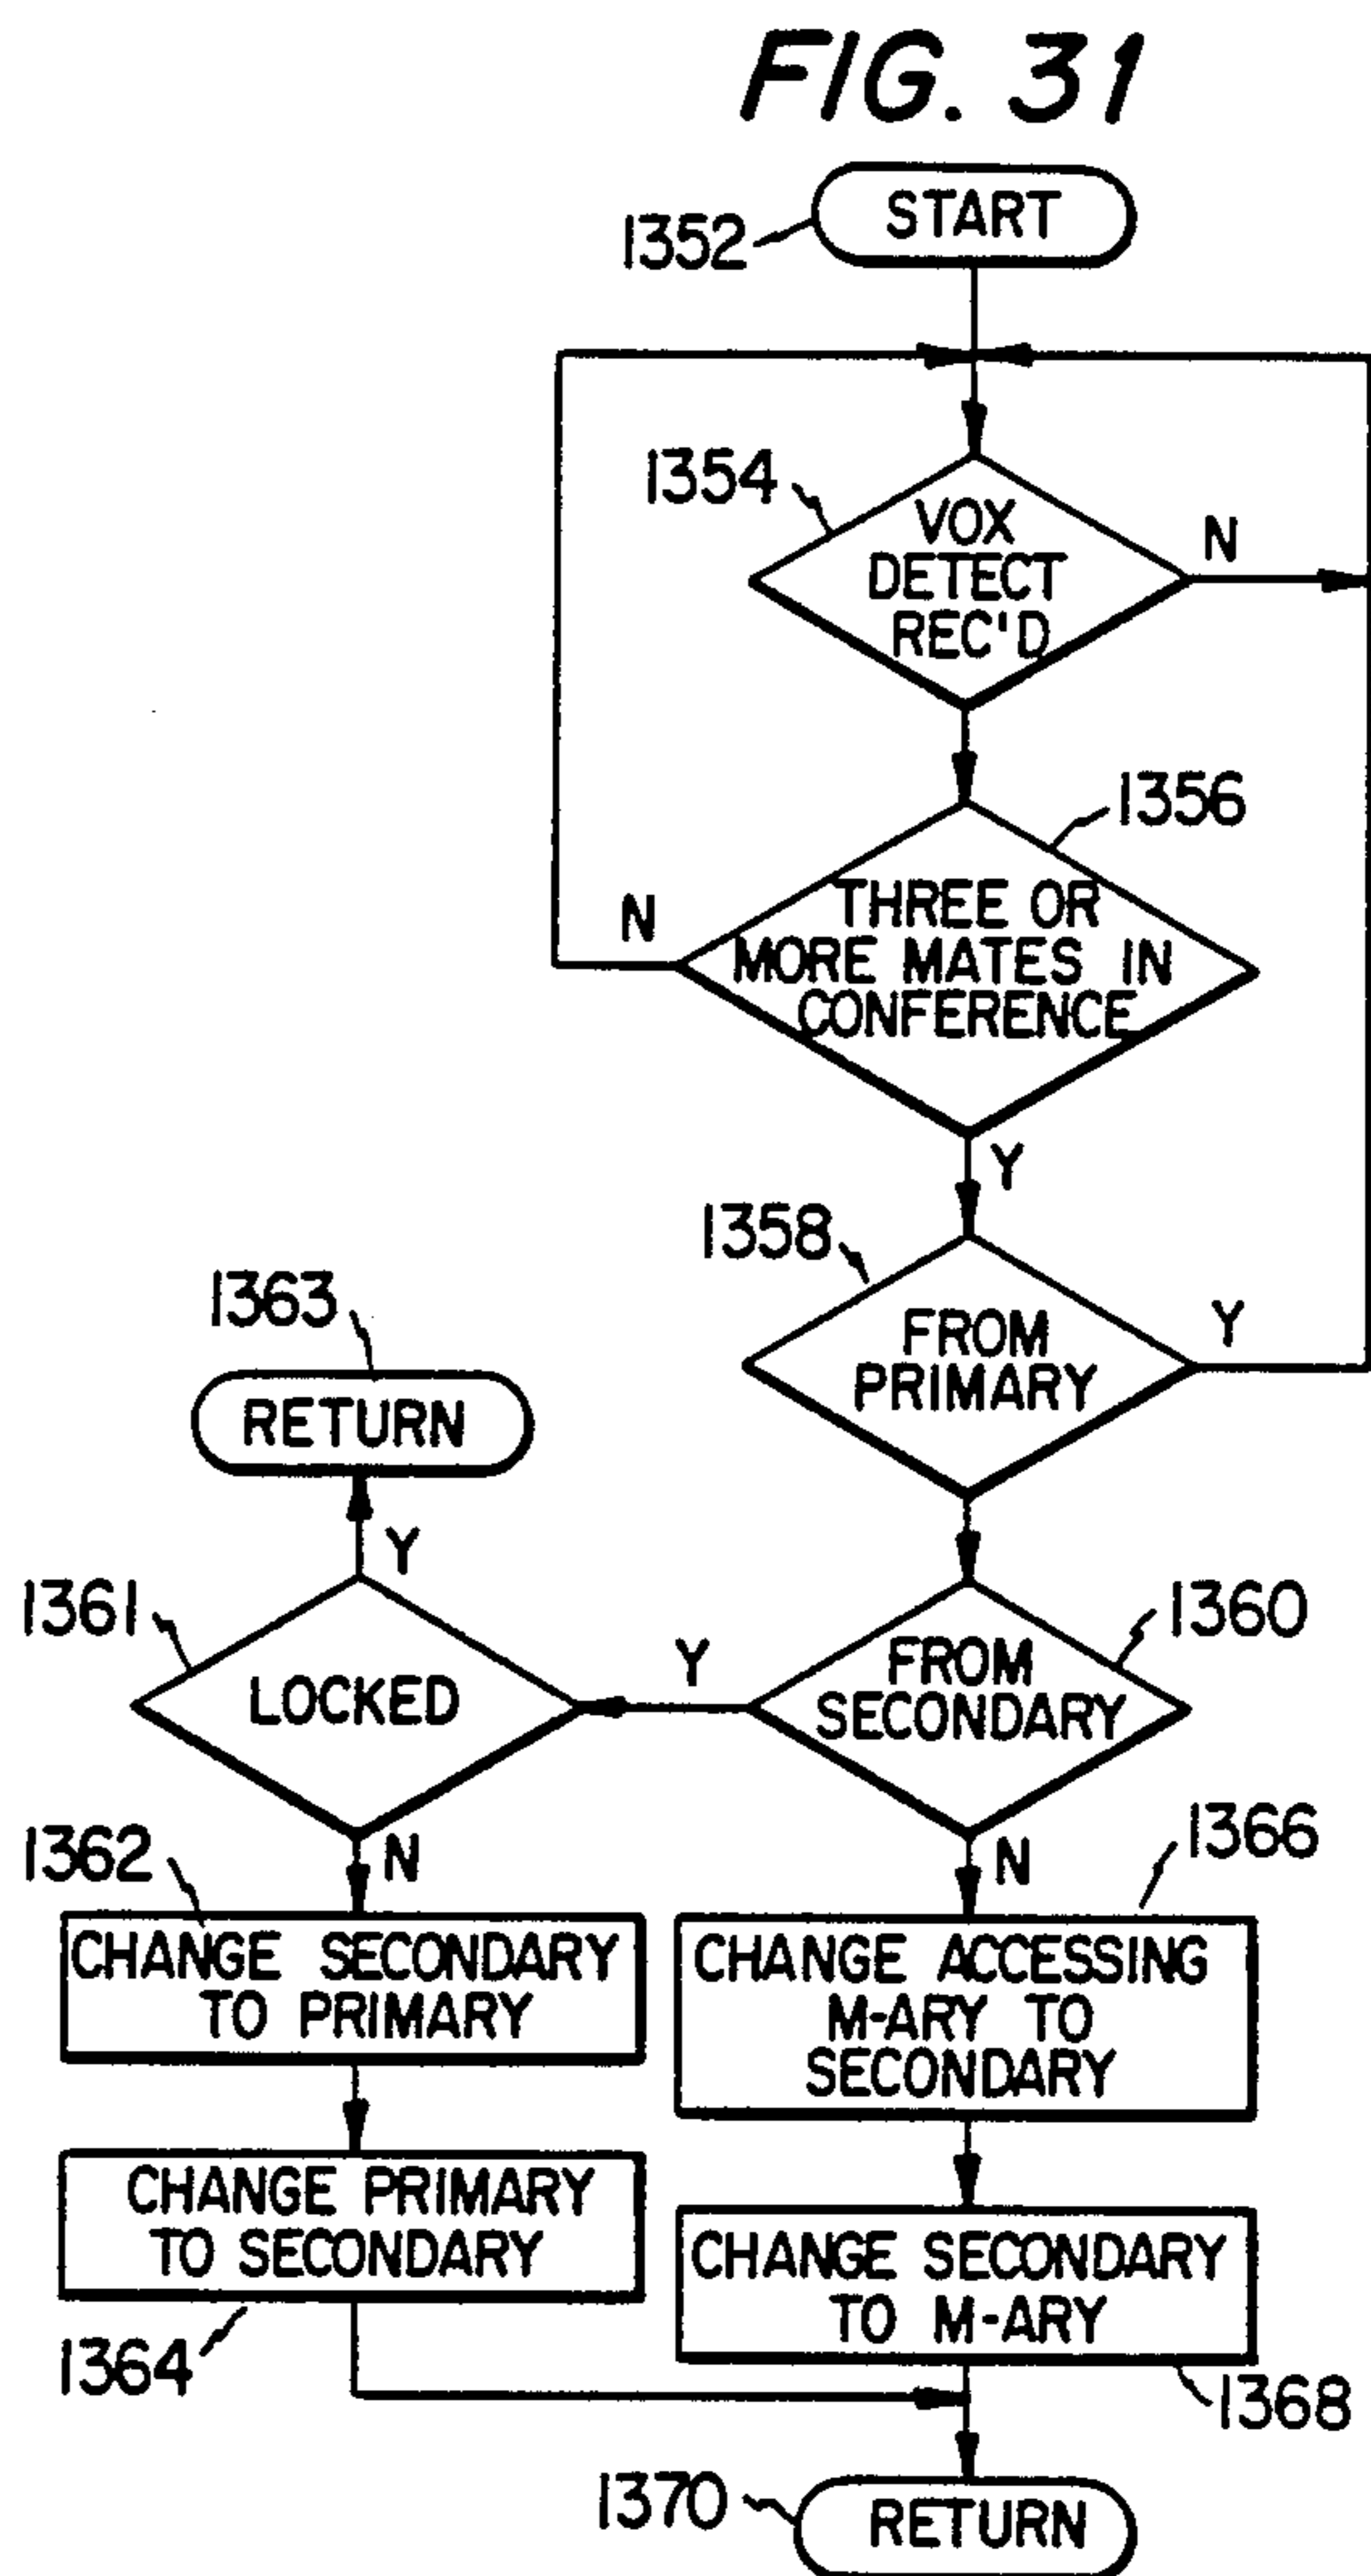 FIG. 31
START
1352
1354
VOX
DETECT
REC'D
N
1356
THREE OR
MORE MATES IN
CONFERENCE
N
Y
1358
FROM
PRIMARY
Y
1363
RETURN
Y
1361
LOCKED
Y
1360
FROM
SECONDARY
N
N
1362
CHANGE SECONDARY
TO PRIMARY
1366
CHANGE ACCESSING
M-ARY TO
SECONDARY
CHANGE PRIMARY
TO SECONDARY
1364
CHANGE SECONDARY
TO M-ARY
1368
1370
RETURN